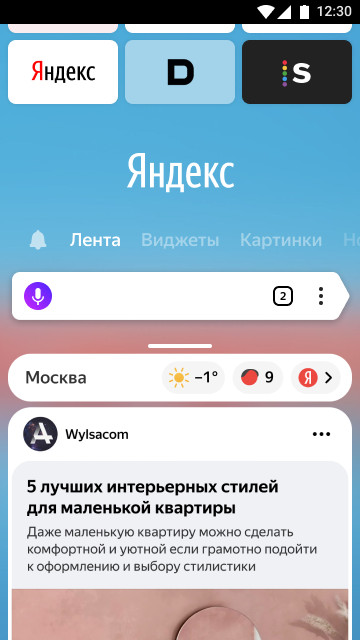 12:30
Яндекс
D
S
Яндекс
Лента Виджеты Картинки Но
2
Москва −1° 9 Я
Wylsacom
5 лучших интерьерных стилей
для маленькой квартиры
Даже маленькую квартиру можно сделать
комфортной и уютной если грамотно подойти
к оформлению и выбору стилистики